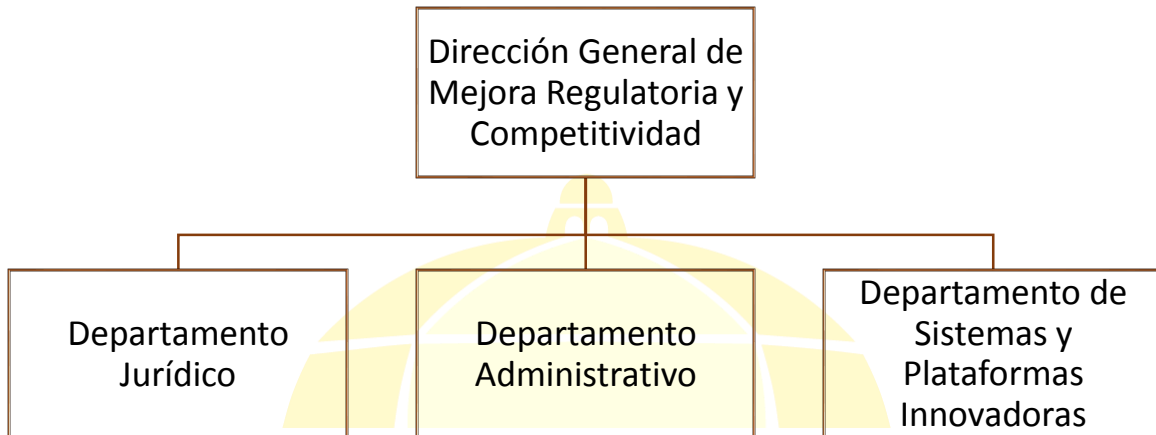 Dirección General de
Mejora Regulatoria y
Competitividad
Departamento
Jurídico
Departamento
Administrativo
Departamento de
Sistemas y
Plataformas
Innovadoras